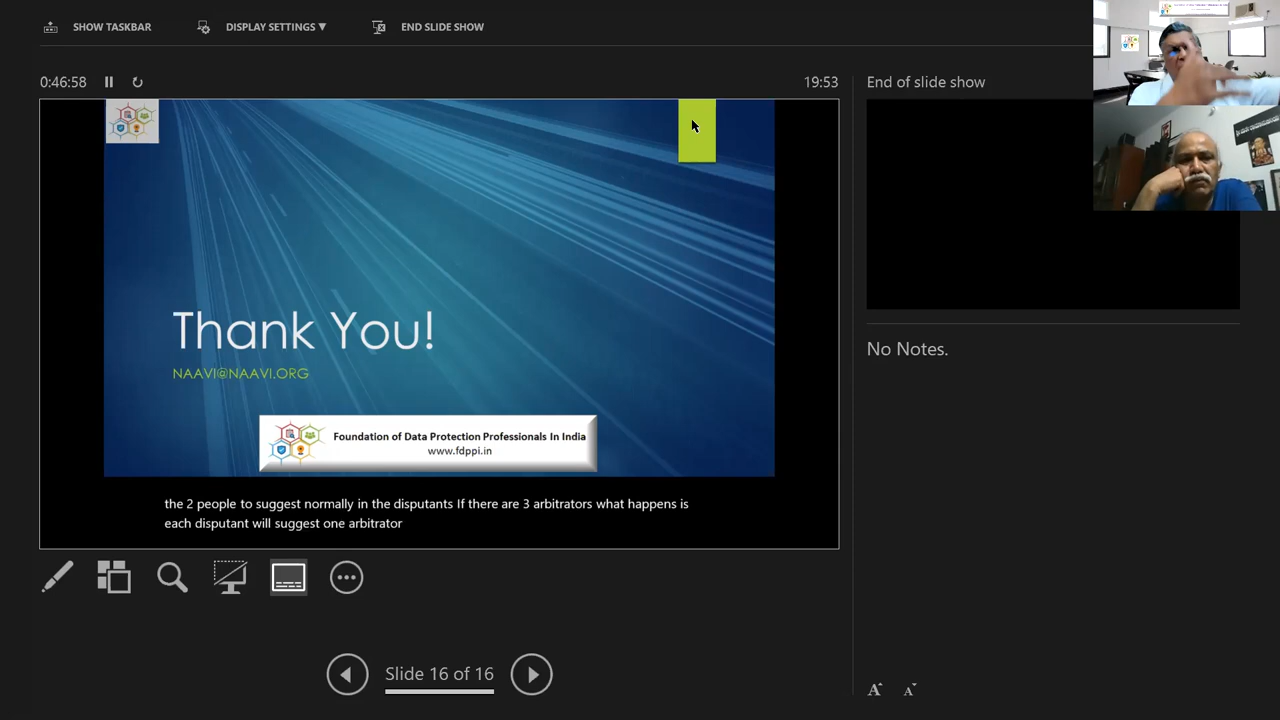 SHOW TASKBAR
DISPLAY SETTINGS ▼
END SLIDE SHOW
0:46:58
19:53
End of slide show
Thank You!
NAAVI@NAAVI.ORG
Foundation of Data Protection Professionals In India
www.fdppi.in
the 2 people to suggest normally in the disputants If there are 3 arbitrators what happens is
each disputant will suggest one arbitrator
No Notes.
Slide 16 of 16
A A